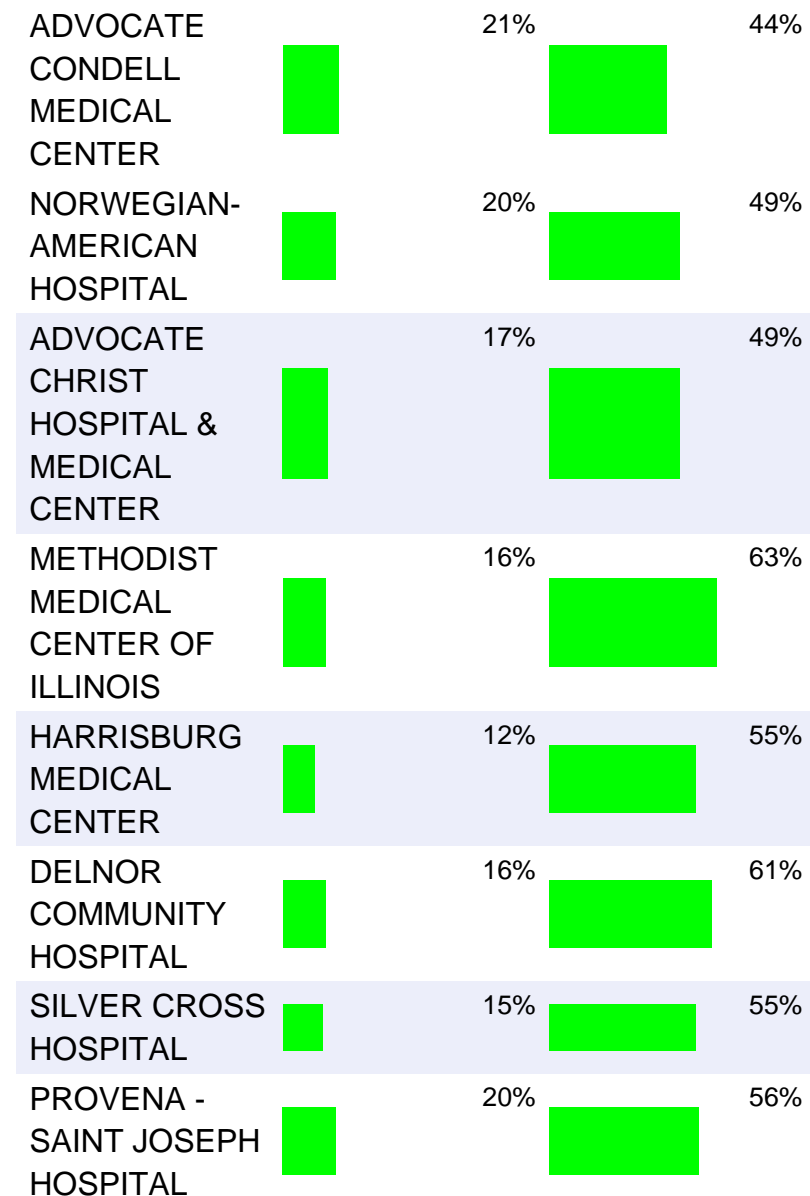 ADVOCATE 21% 44%
CONDELL
MEDICAL
CENTER
NORWEGIAN- 20% 49%
AMERICAN
HOSPITAL
ADVOCATE 17% 49%
CHRIST
HOSPITAL &
MEDICAL
CENTER
METHODIST 16% 63%
MEDICAL
CENTER OF
ILLINOIS
HARRISBURG 12% 55%
MEDICAL
CENTER
DELNOR 16% 61%
COMMUNITY
HOSPITAL
SILVER CROSS 15% 55%
HOSPITAL
PROVENA - 20% 56%
SAINT JOSEPH
HOSPITAL